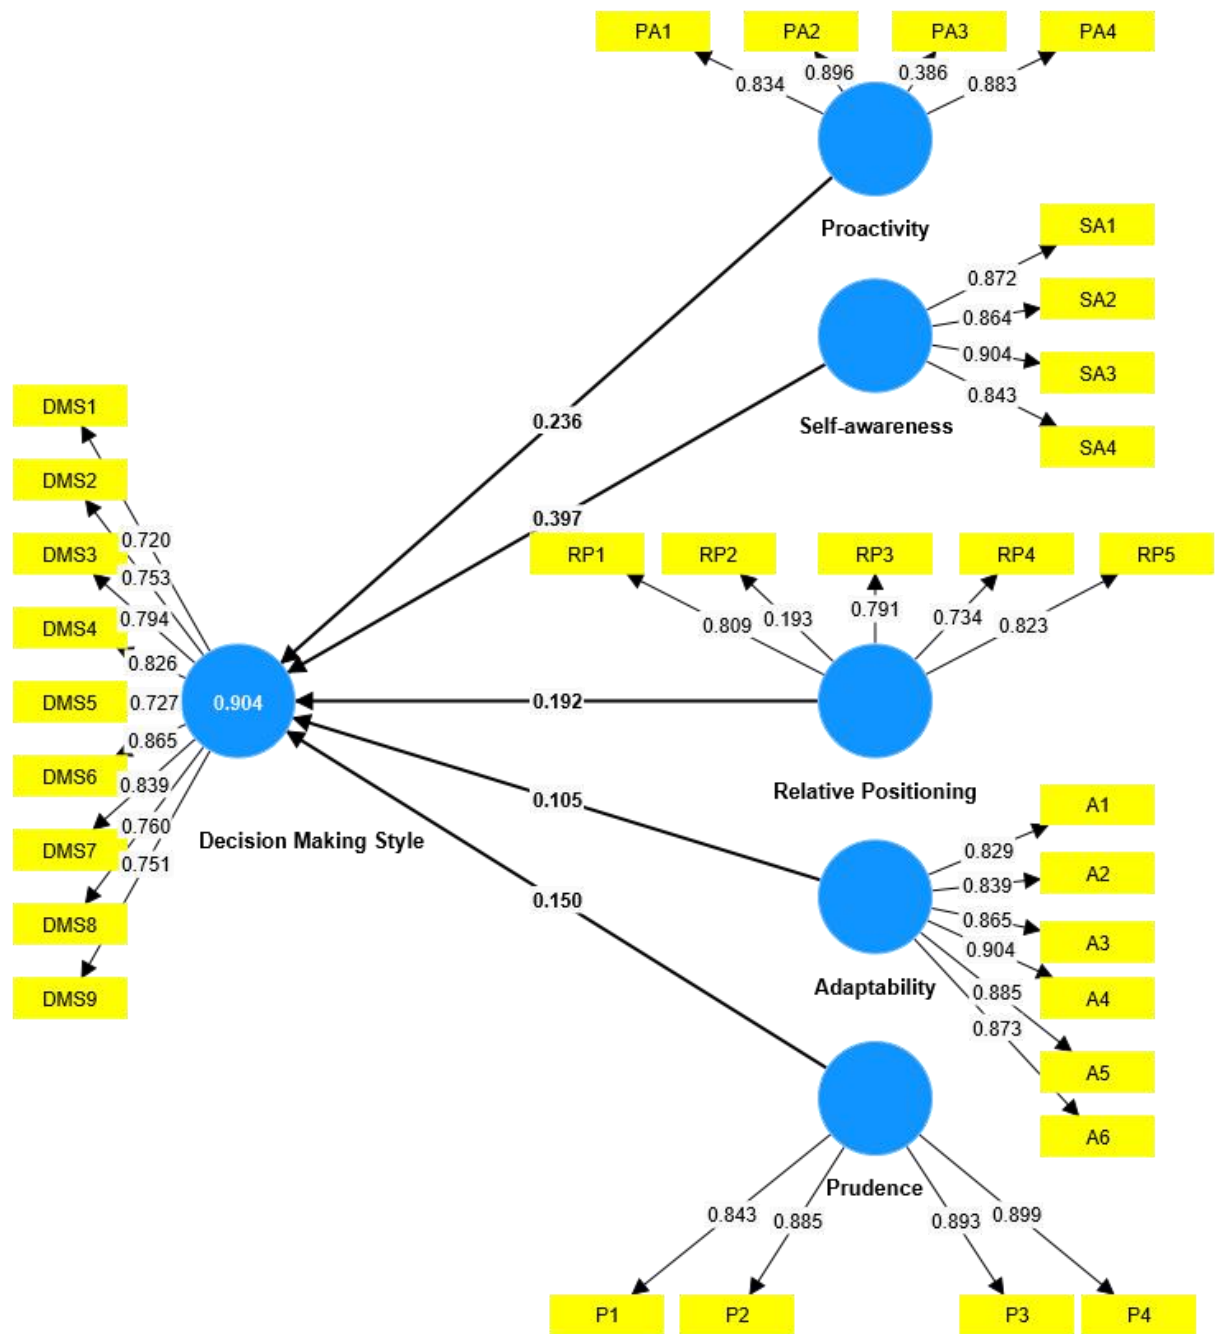 PA1 PA2 PA3 PA4
0.834 0.896 0.386 0.883
Proactivity
SA1
0.872
SA2
0.864
0.904
SA3
0.843
Self-awareness
SA4
0.236
0.397
DMS1
DMS2
DMS3
DMS4
DMS5
DMS6
DMS7
DMS8
DMS9
0.720
0.753
0.794
0.826
0.727
0.865
0.839
0.760
0.751
0.904
Decision Making Style
RP1 RP2 RP3 RP4 RP5
0.809 0.193 0.791 0.734 0.823
0.192
Relative Positioning
0.105
0.150
A1
0.829
A2
0.839
0.865
A3
0.904
Adaptability
A4
0.885
0.873
A5
A6
Prudence
0.843 0.885 0.893 0.899
P1 P2 P3 P4